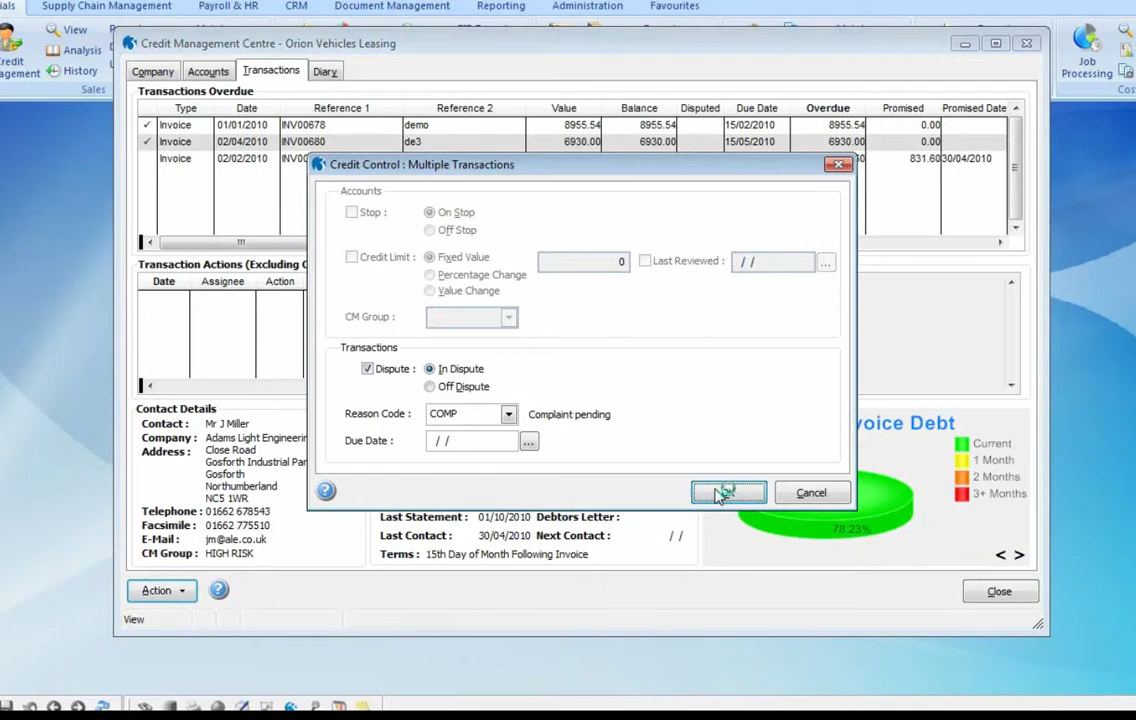 ials Supply Chain Management Payroll & HR CRM Document Management Reporting Administration Favourites
View
Credit
Analysis
nagement
History
Sales
Job
Processing
Cos
Credit Management Centre - Orion Vehicles Leasing
Company Accounts Transactions Diary
Transactions Overdue
Type Date Reference 1 Reference 2 Value Balance Disputed Due Date Overdue Promised Promised Date
Invoice 01/01/2010 INV00678 demo 8955.54 8955.54 15/02/2010 8955.54 0.00
Invoice 02/04/2010 INV00680 de3 6930.00 6930.00 15/05/2010 6930.00 0.00
Invoice 02/02/2010 INV00 831.60 30/04/2010
Credit Control : Multiple Transactions
Accounts
Stop : On Stop
Off Stop
Credit Limit : Fixed Value 0 Last Reviewed : / / ...
Percentage Change
Value Change
CM Group :
Transactions
Dispute : In Dispute
Off Dispute
Reason Code : COMP Complaint pending
Due Date : / / ...
Cancel
Transaction Actions (Excluding C
Date Assignee Action
Contact Details
Contact : Mr J Miller
Company : Adams Light Engineerin
Address : Close Road
Gosforth Industrial Par
Gosforth
Northumberland
NC5 1WR
Telephone : 01662 678543
Facsimile : 01662 775510
E-Mail : jm@ale.co.uk
CM Group : HIGH RISK
Last Statement : 01/10/2010 Debtors Letter :
Last Contact : 30/04/2010 Next Contact : / /
Terms : 15th Day of Month Following Invoice
voice Debt
Current
1 Month
2 Months
3+ Months
78.23%
< >
Action
Close
View